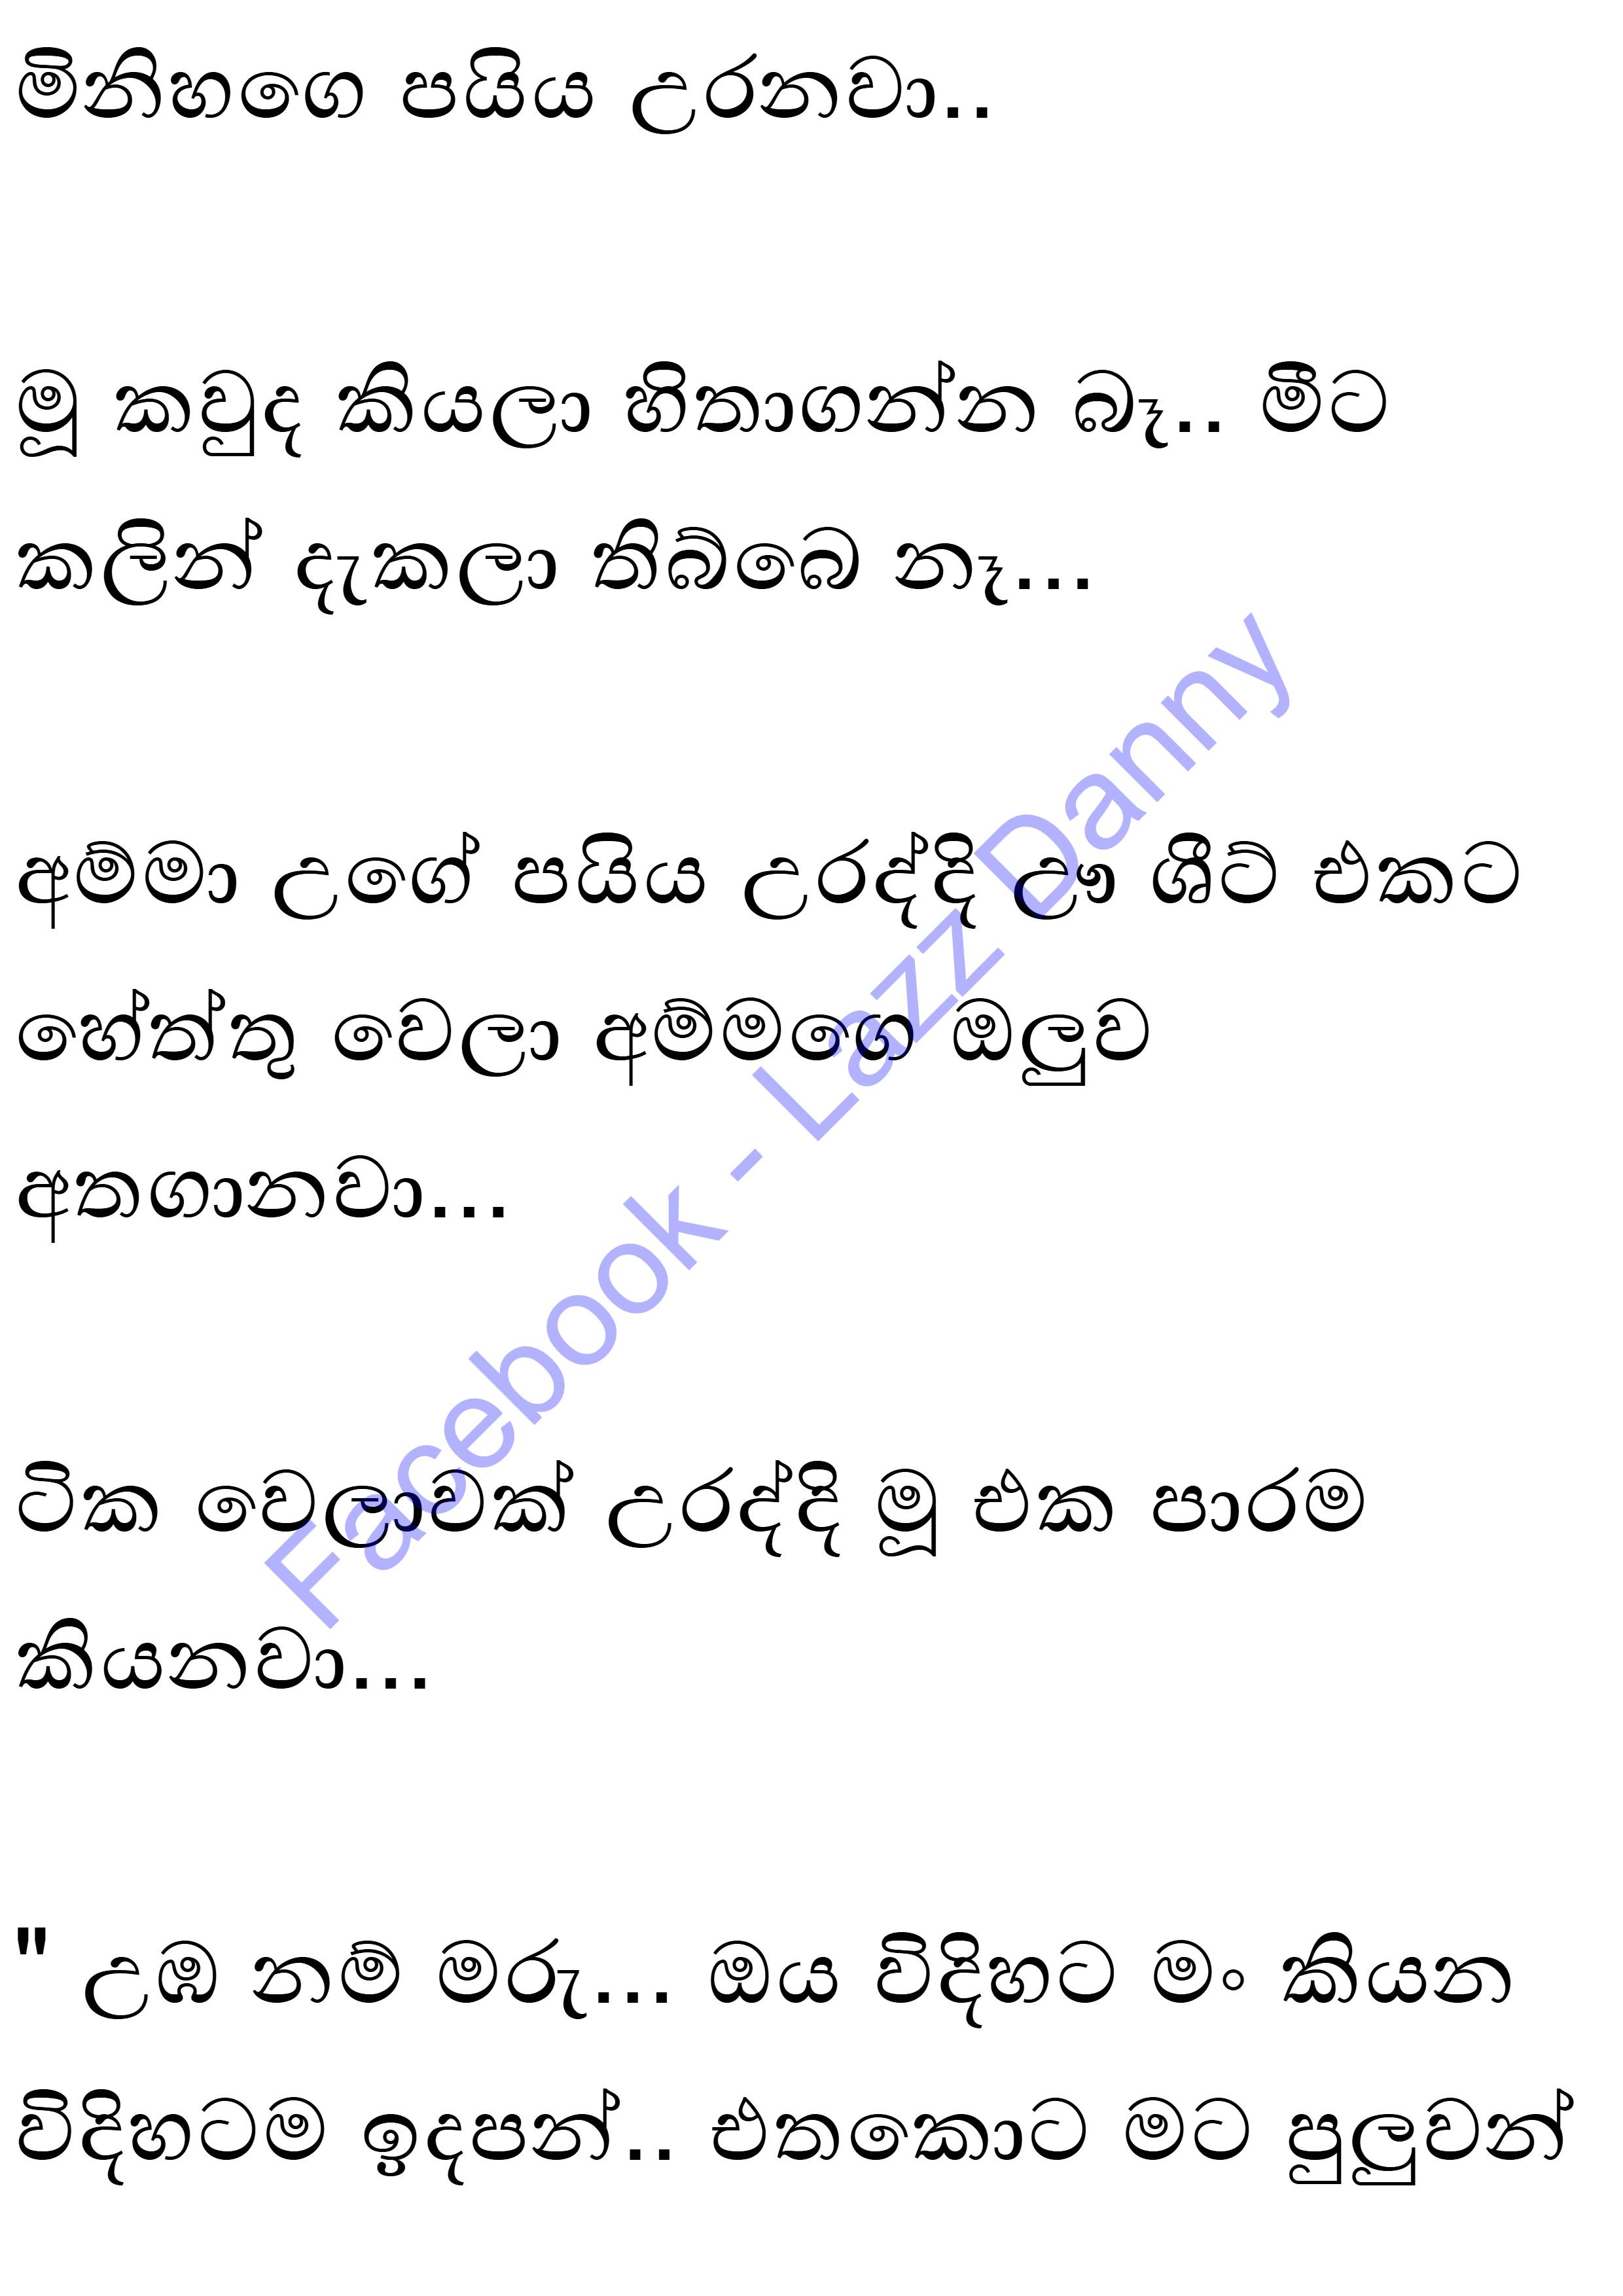 මිනිහගෙ පයිය උරනවා..
මූ කවුද කියලා හිතාගන්න බෑ.. මීට
කලින් දැකලා තිබ්බෙ නෑ...
අම්මා උගේ පයිය උරද්දි ඌ ශීට් එකට
හේත්තු වෙලා අම්මගෙ ඔලුව
අතගානවා...
ටික වෙලාවක් උරද්දි මූ එක පාරම
කියනවා...
" උඹ නම් මරු... ඔය විදිහට මං කියන
විදිහටම ඉදපන්.. එතකොට මට පුලුවන්
Facebook - Lazz Danny